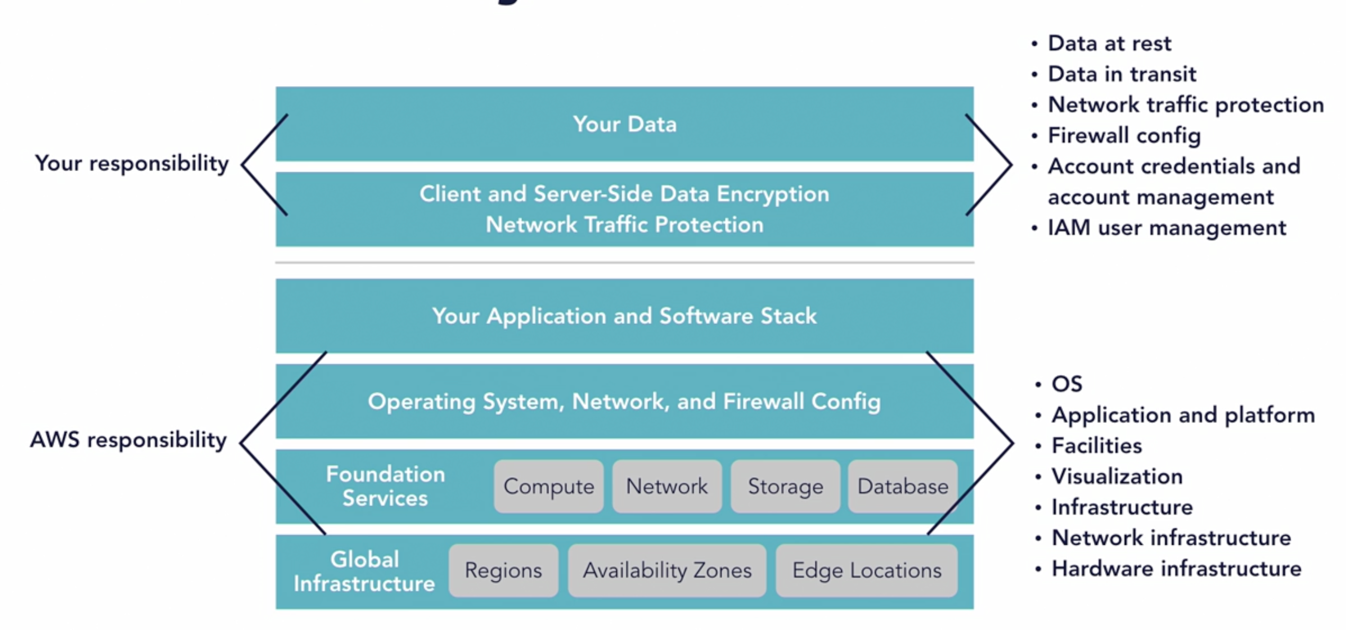 Your responsibility
Your Data
Client and Server-Side Data Encryption
Network Traffic Protection
• Data at rest
• Data in transit
• Network traffic protection
• Firewall config
• Account credentials and
account management
• IAM user management
AWS responsibility
Your Application and Software Stack
Operating System, Network, and Firewall Config
Foundation
Services
Compute
Network
Storage
Database
Global
Infrastructure
Regions
Availability Zones
Edge Locations
• OS
• Application and platform
• Facilities
• Visualization
• Infrastructure
• Network infrastructure
• Hardware infrastructure